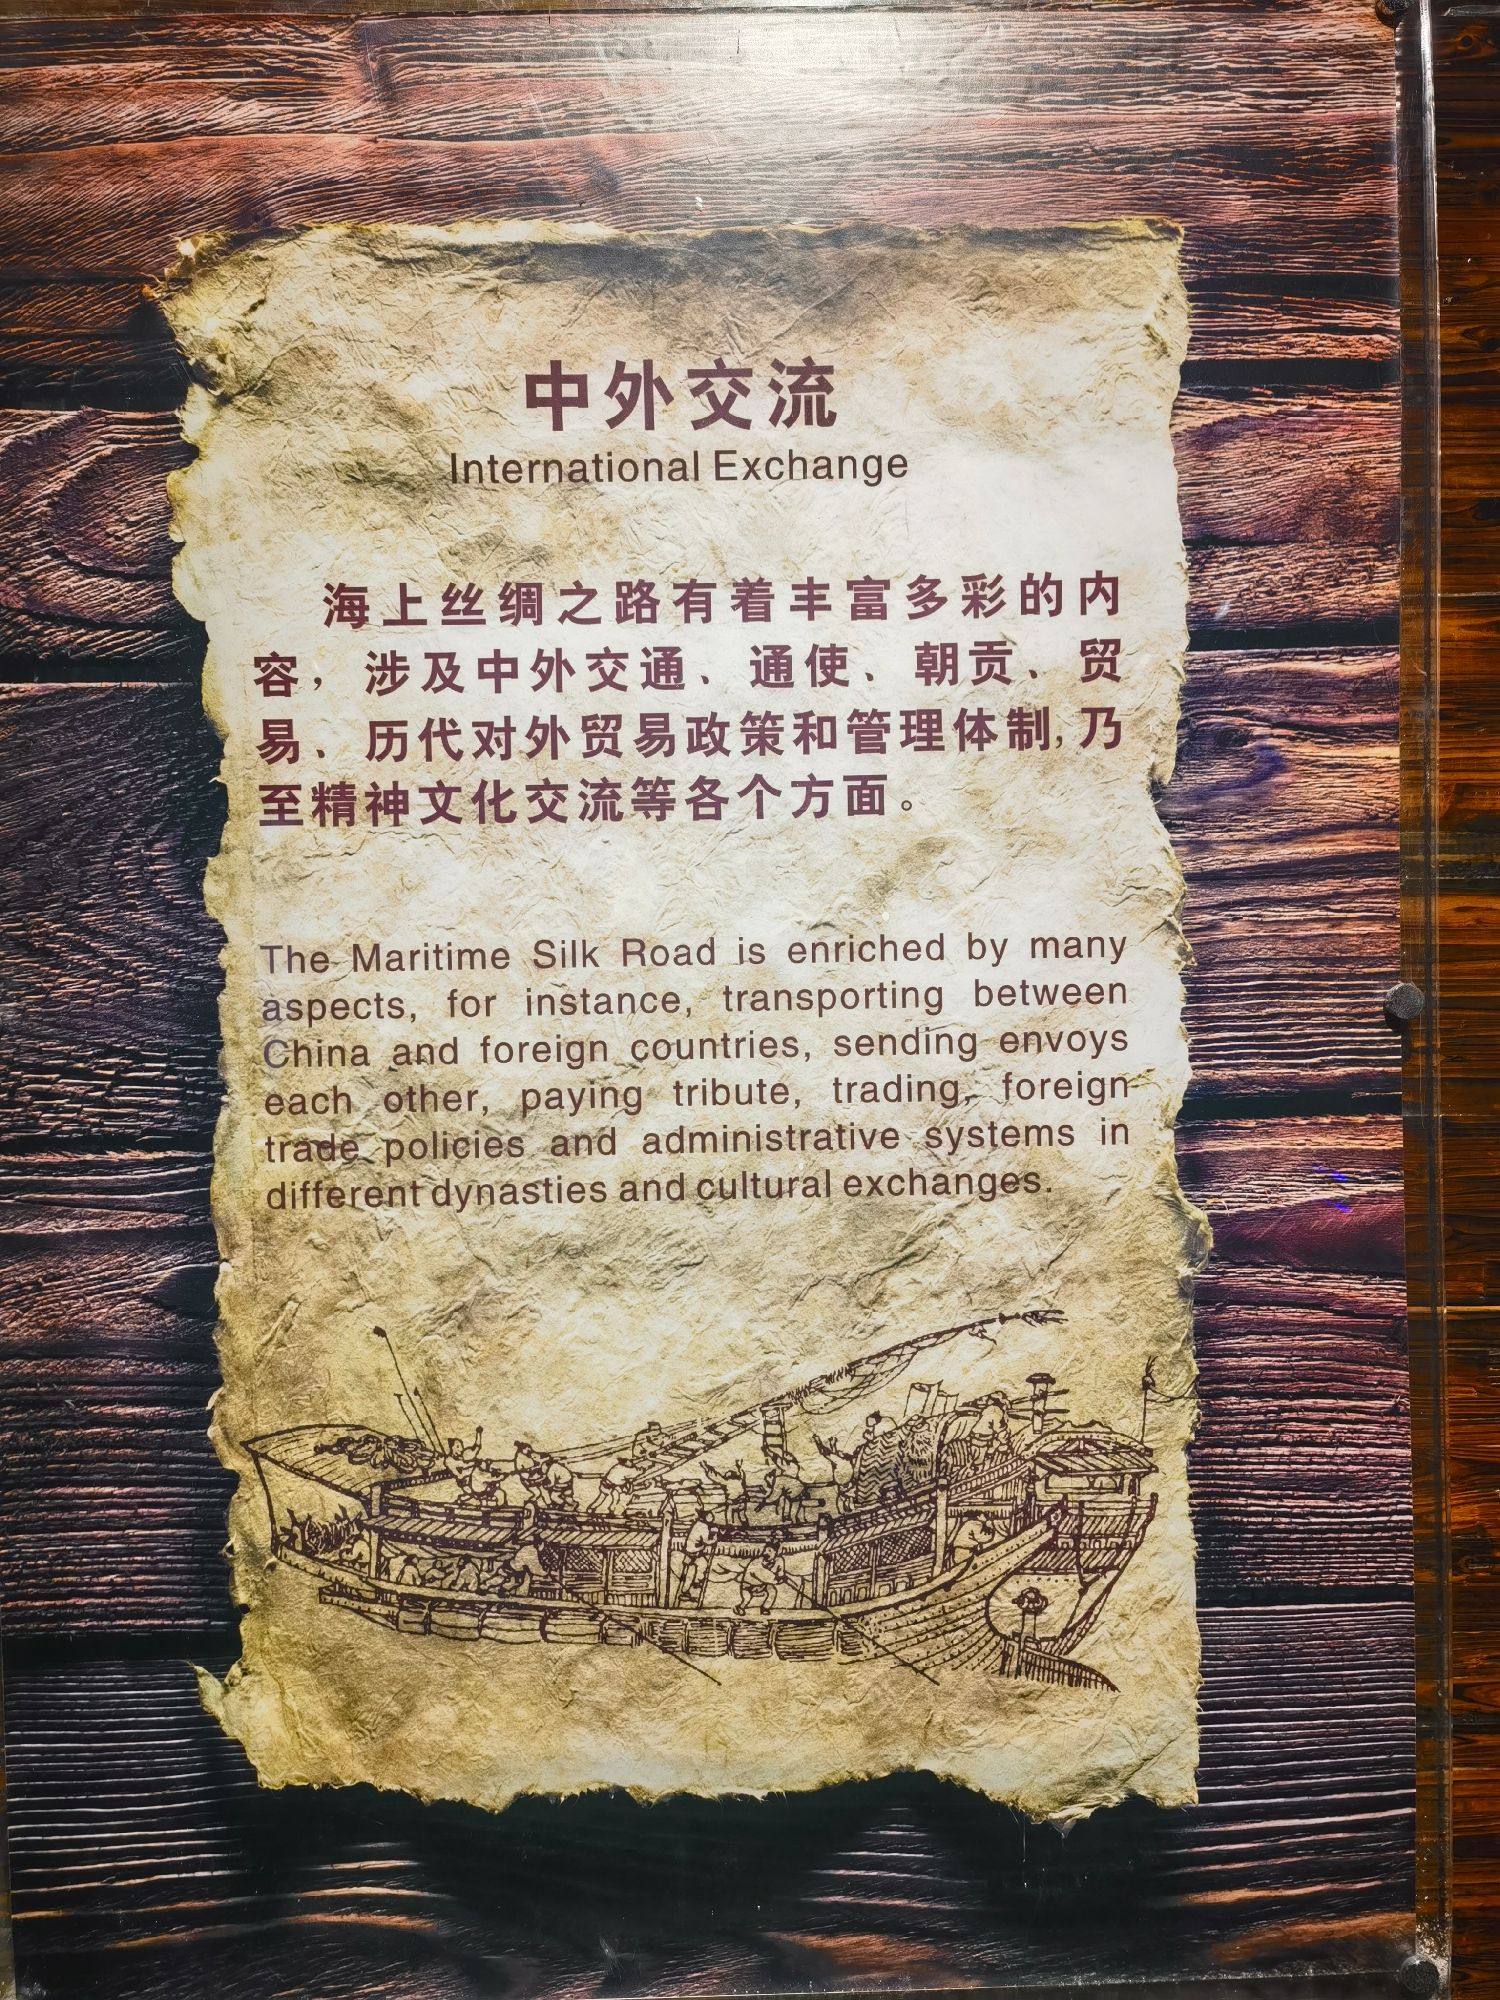 中外交流
International Exchange
海上丝绸之路有着丰富多彩的内
容，涉及中外交通、通使、朝贡、贸
易、历代对外贸易政策和管理体制，乃
至精神文化交流等各个方面。
The Maritime Silk Road is enriched by many
aspects, for instance, transporting between
China and foreign countries, sending envoys
each other, paying tribute, trading, foreign
trade policies and administrative systems in
different dynasties and cultural exchanges.